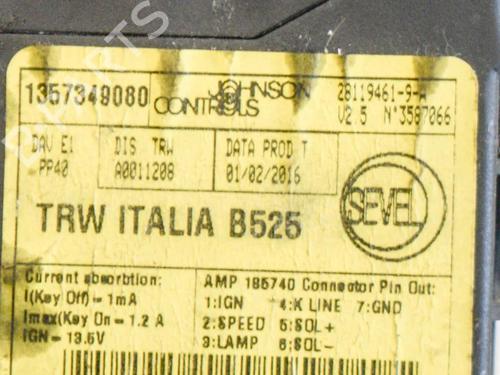 1357349080 JOHNSON CONTROLS 28119461-9-A
V2.5 N°3587066
DAV E1 DIS TRW DATA PROD T
PP40 A0011208 01/02/2016
TRW ITALIA B525 SEVEL
Current absorbtion: AMP 185740 Connector Pin Out:
I(Key Off)-1mA 1:IGN 4:K LINE 7:GND
Imax(Key On-1.2 A 2:SPEED 5:SOL+
IGN-13.5V 3:LAMP 6:SOL-